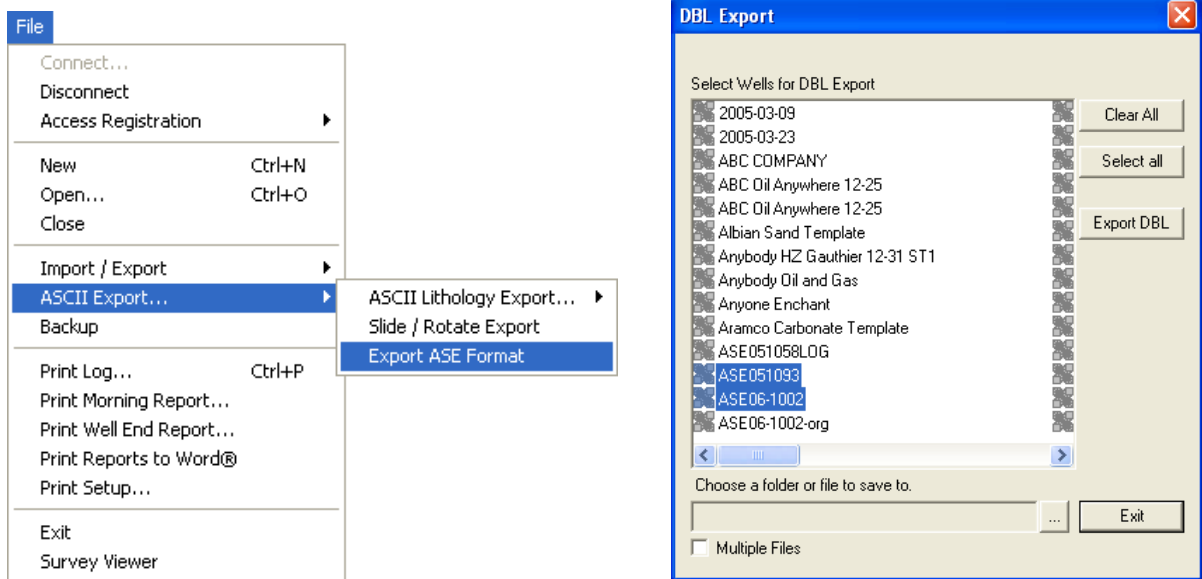 File
Connect...
Disconnect
Access Registration
New Ctrl+N
Open... Ctrl+O
Close
Import / Export
ASCII Export...
Backup
Print Log... Ctrl+P
Print Morning Report...
Print Well End Report...
Print Reports to Word®
Print Setup...
Exit
Survey Viewer
ASCII Lithology Export...
Slide / Rotate Export
Export ASE Format
DBL Export
Select Wells for DBL Export
2005-03-09
2005-03-23
ABC COMPANY
ABC Oil Anywhere 12-25
ABC Oil Anywhere 12-25
Albian Sand Template
Anybody HZ Gauthier 12-31 ST1
Anybody Oil and Gas
Anyone Enchant
Aramco Carbonate Template
ASE051058LOG
ASE051093
ASE06-1002
ASE06-1002-org
Clear All
Select all
Export DBL
Choose a folder or file to save to.
...
Exit
Multiple Files